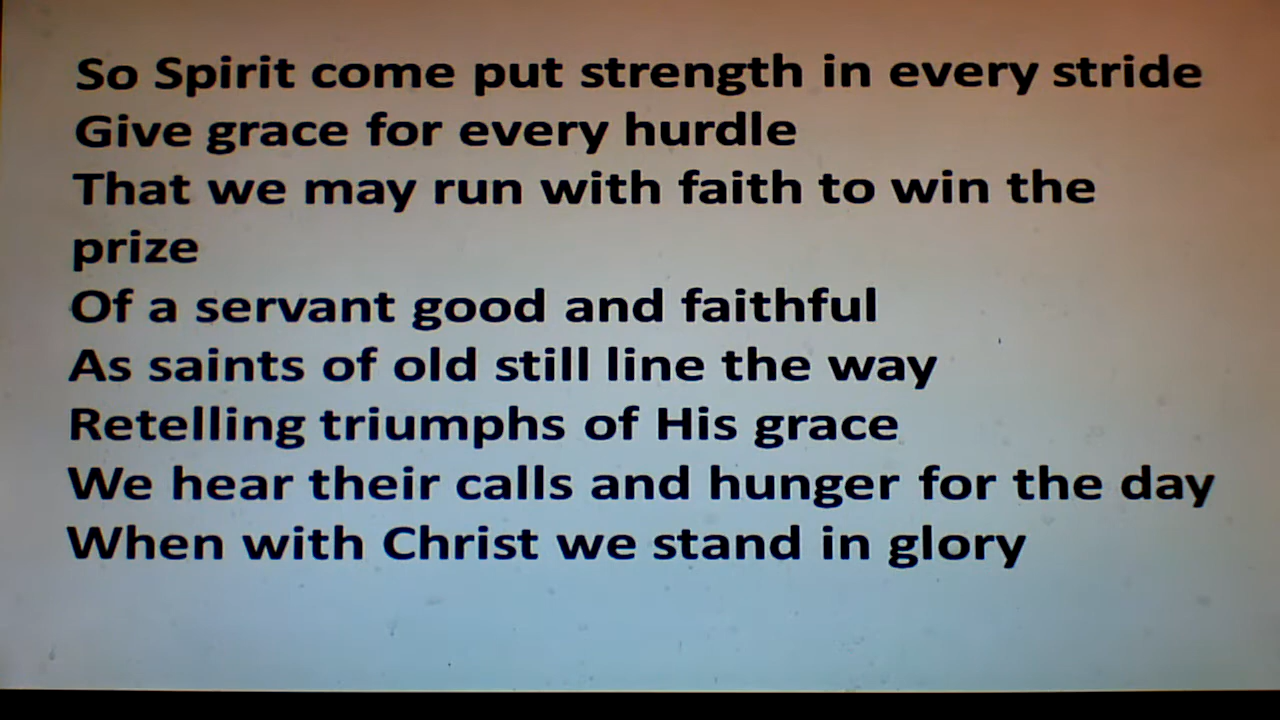 So Spirit come put strength in every stride
Give grace for every hurdle
That we may run with faith to win the
prize
Of a servant good and faithful
As saints of old still line the way
Retelling triumphs of His grace
We hear their calls and hunger for the day
When with Christ we stand in glory